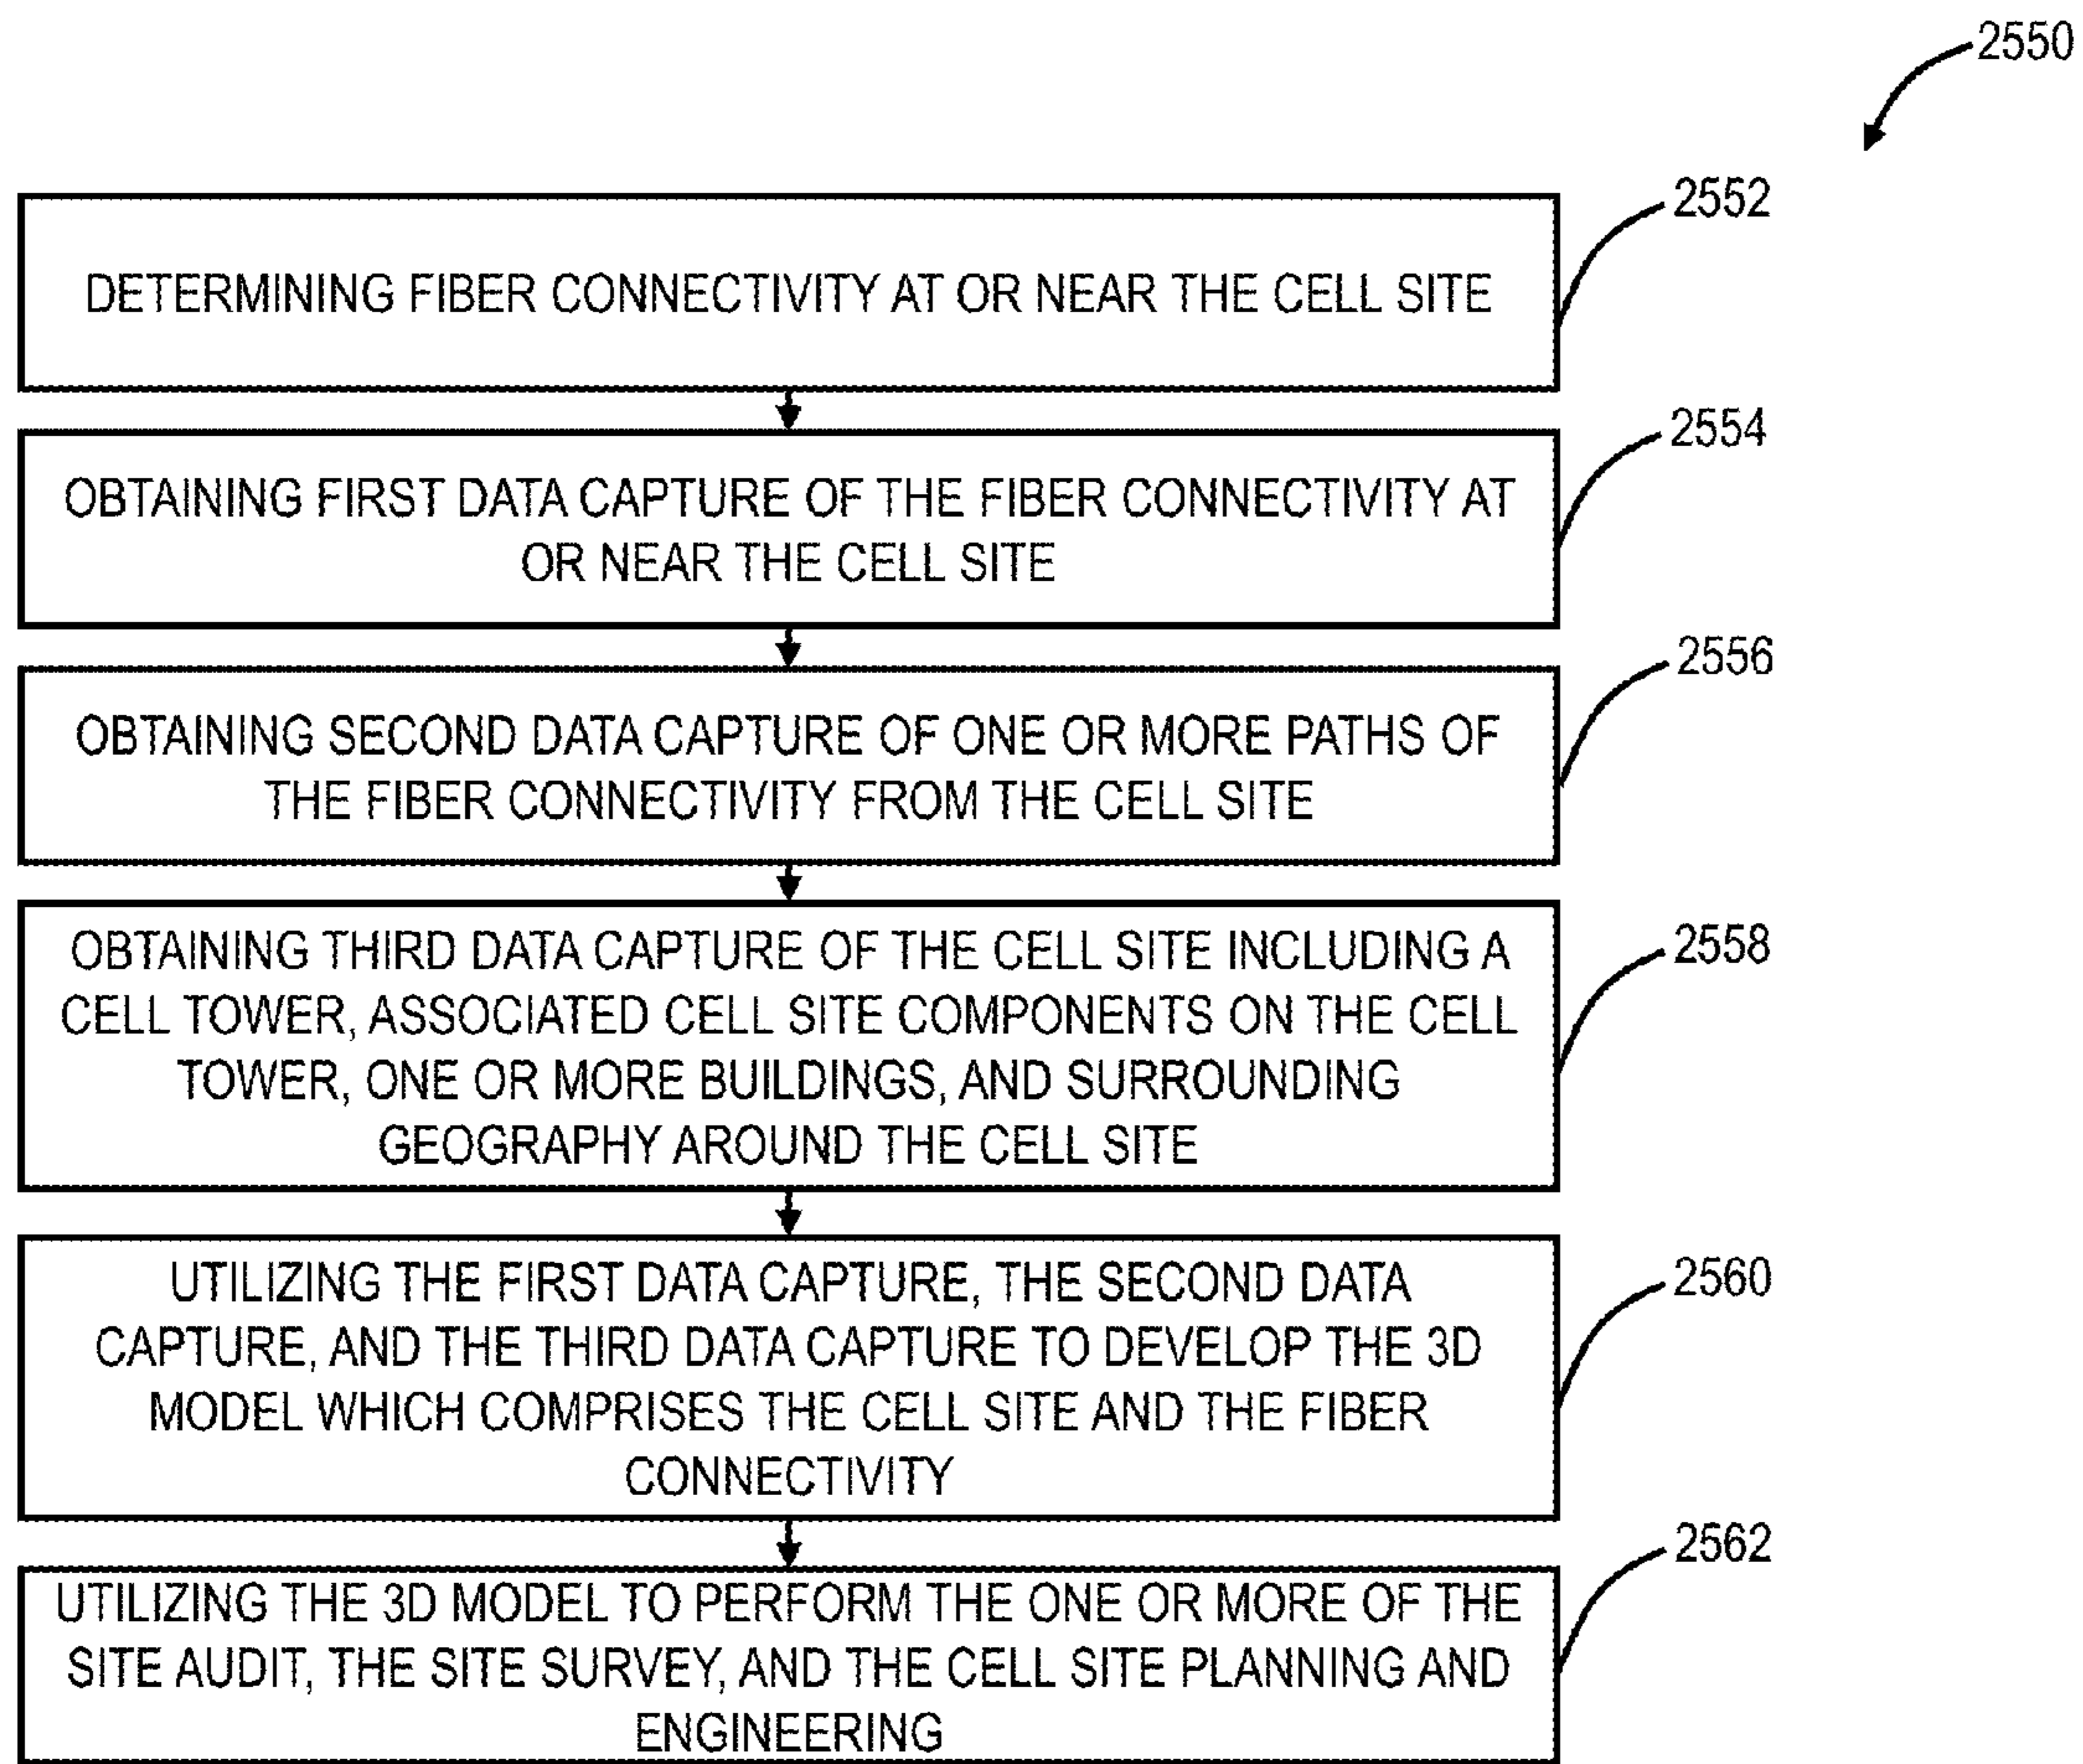 2550
2552
DETERMINING FIBER CONNECTIVITY AT OR NEAR THE CELL SITE
2554
OBTAINING FIRST DATA CAPTURE OF THE FIBER CONNECTIVITY AT
OR NEAR THE CELL SITE
2556
OBTAINING SECOND DATA CAPTURE OF ONE OR MORE PATHS OF
THE FIBER CONNECTIVITY FROM THE CELL SITE
2558
OBTAINING THIRD DATA CAPTURE OF THE CELL SITE INCLUDING A
CELL TOWER, ASSOCIATED CELL SITE COMPONENTS ON THE CELL
TOWER, ONE OR MORE BUILDINGS, AND SURROUNDING
GEOGRAPHY AROUND THE CELL SITE
2560
UTILIZING THE FIRST DATA CAPTURE, THE SECOND DATA
CAPTURE, AND THE THIRD DATA CAPTURE TO DEVELOP THE 3D
MODEL WHICH COMPRISES THE CELL SITE AND THE FIBER
CONNECTIVITY
2562
UTILIZING THE 3D MODEL TO PERFORM THE ONE OR MORE OF THE
SITE AUDIT, THE SITE SURVEY, AND THE CELL SITE PLANNING AND
ENGINEERING